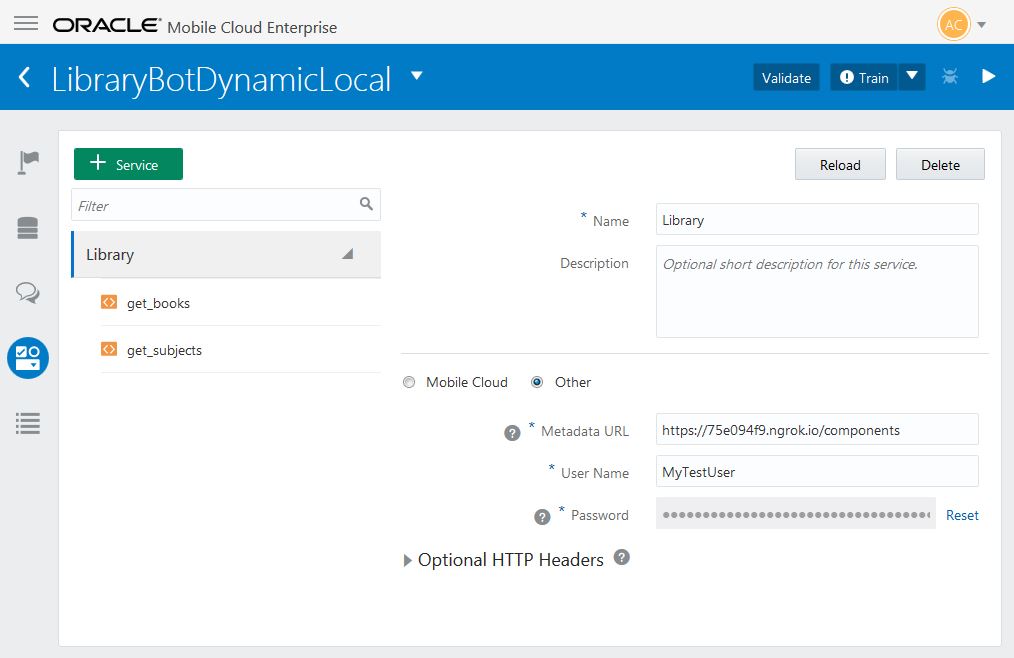 ORACLE® Mobile Cloud Enterprise
AC
LibraryBotDynamicLocal
Validate
Train
+ Service
Reload
Delete
Filter
* Name
Library
Library
Description
Optional short description for this service.
get_books
get_subjects
Mobile Cloud
Other
? * Metadata URL
https://75e094f9.ngrok.io/components
* User Name
MyTestUser
? * Password
Reset
Optional HTTP Headers ?